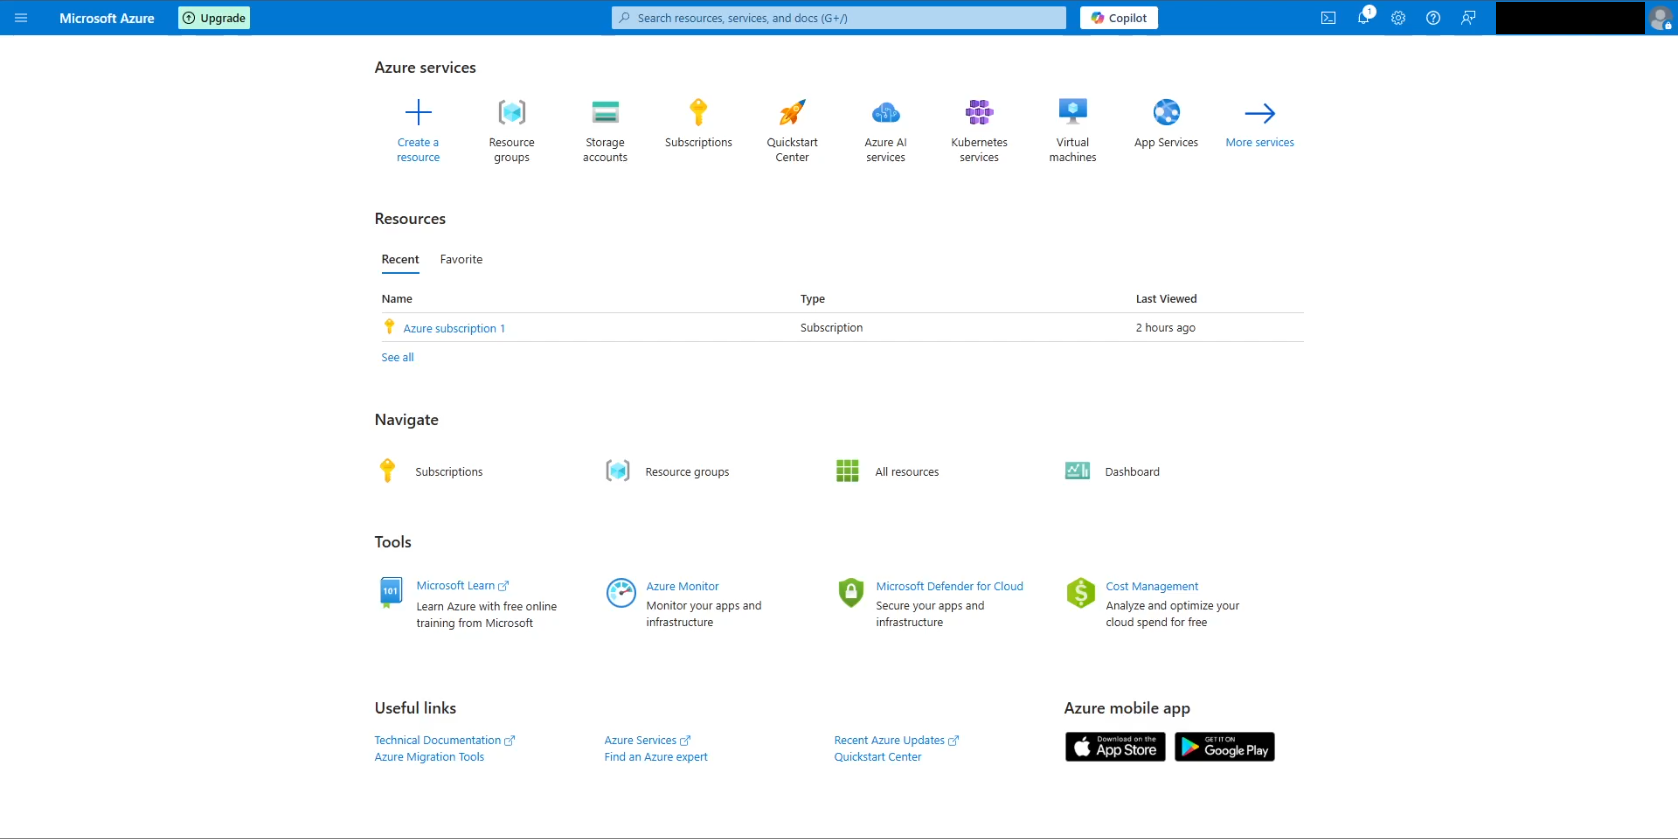 Microsoft Azure
Upgrade
Search resources, services, and docs (G+/)
Copilot
1
Azure services
Create a
resource
Resource
groups
Storage
accounts
Subscriptions
Quickstart
Center
Azure AI
services
Kubernetes
services
Virtual
machines
App Services
More services
Resources
Recent
Favorite
Name
Type
Last Viewed
Azure subscription 1
Subscription
2 hours ago
See all
Navigate
Subscriptions
Resource groups
All resources
Dashboard
Tools
101
Microsoft Learn
Learn Azure with free online
training from Microsoft
Azure Monitor
Monitor your apps and
infrastructure
Microsoft Defender for Cloud
Secure your apps and
infrastructure
$
Cost Management
Analyze and optimize your
cloud spend for free
Useful links
Technical Documentation
Azure Migration Tools
Azure Services
Find an Azure expert
Recent Azure Updates
Quickstart Center
Azure mobile app
Download on the
App Store
GET IT ON
Google Play